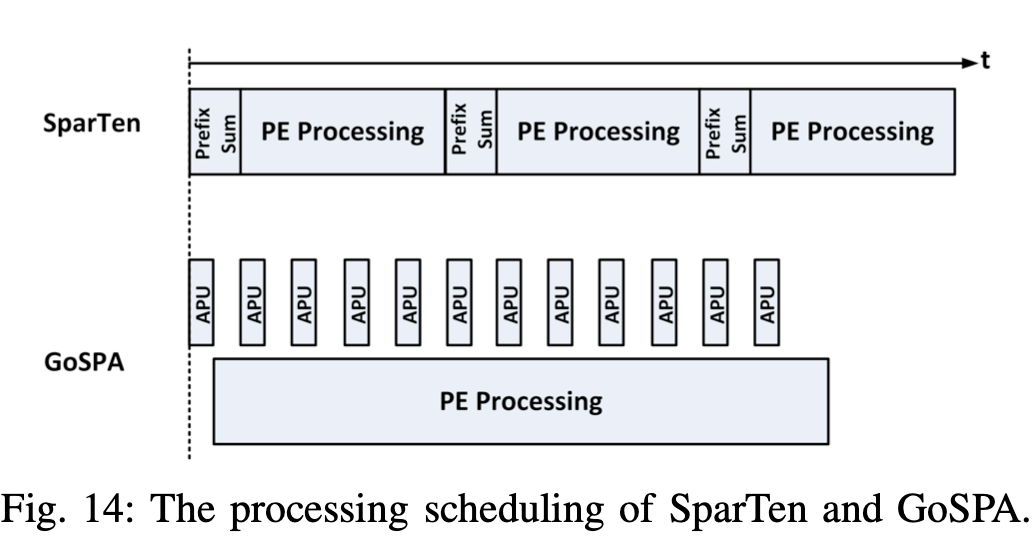 t
SparTen
Prefix Sum
PE Processing
Prefix Sum
PE Processing
Prefix Sum
PE Processing
APU
APU
APU
APU
APU
APU
APU
APU
APU
APU
APU
APU
GoSPA
PE Processing
Fig. 14: The processing scheduling of SparTen and GoSPA.